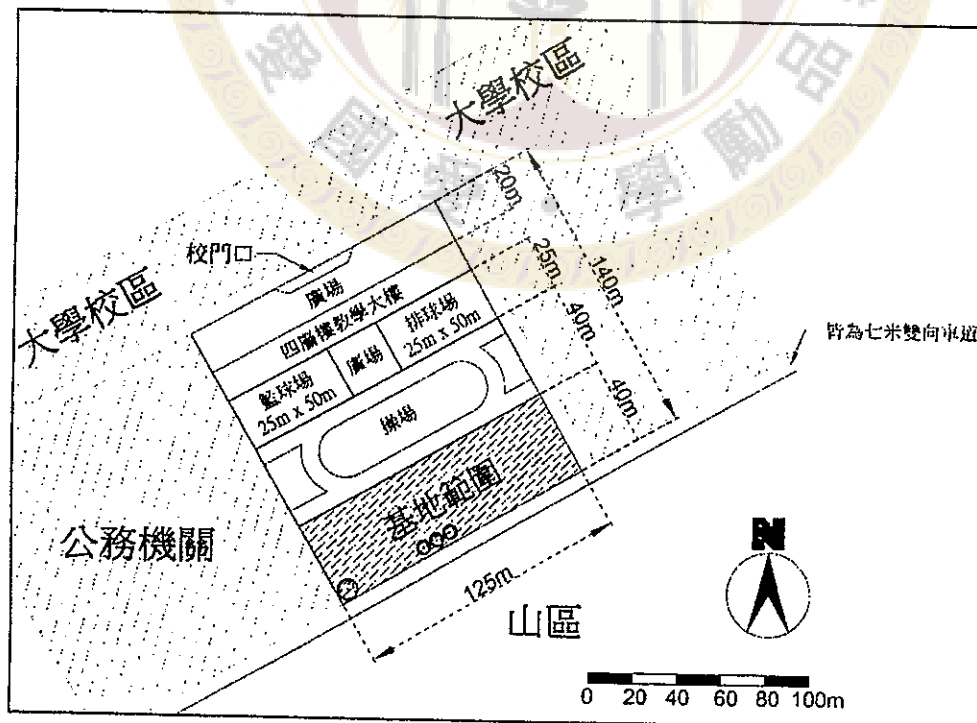 大學校區
20m
校門口
廣場
25m
140m
大學校區
四層樓教學大樓
排球場
25m x 50m
40m
皆為七米雙向車道
籃球場
25m x 50m
廣場
操場
40m
基地範圍
公務機關
N
125m
山區
0 20 40 60 80 100m